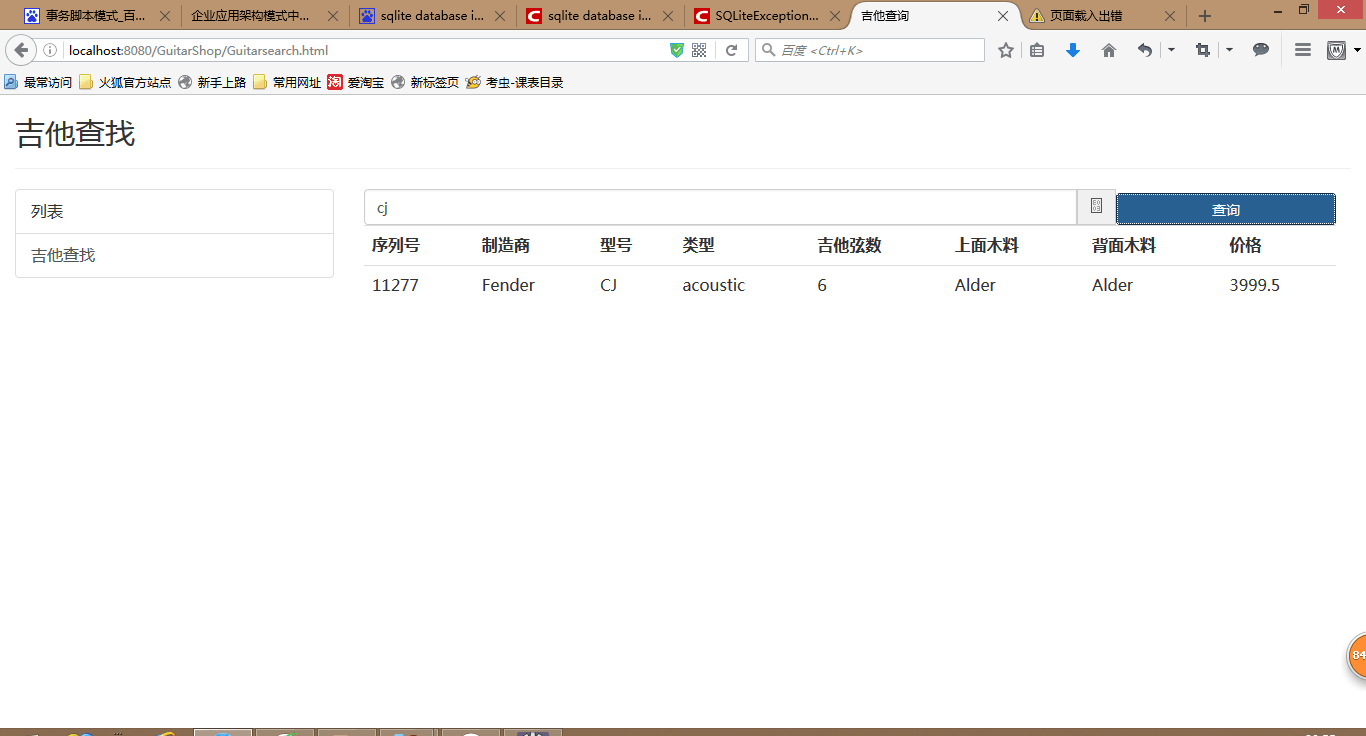 事务脚本模式_百... 企业应用架构模式中... sqlite database i... sqlite database i... SQLiteException... 吉他查询 页面载入出错
localhost:8080/GuitarShop/Guitarsearch.html 百度 <Ctrl+K>
最常访问 火狐官方站点 新手上路 常用网址 淘 爱淘宝 新标签页 考虫-课表目录
吉他查找
列表
吉他查找
cj 查询
序列号 制造商 型号 类型 吉他弦数 上面木料 背面木料 价格
11277 Fender CJ acoustic 6 Alder Alder 3999.5
84